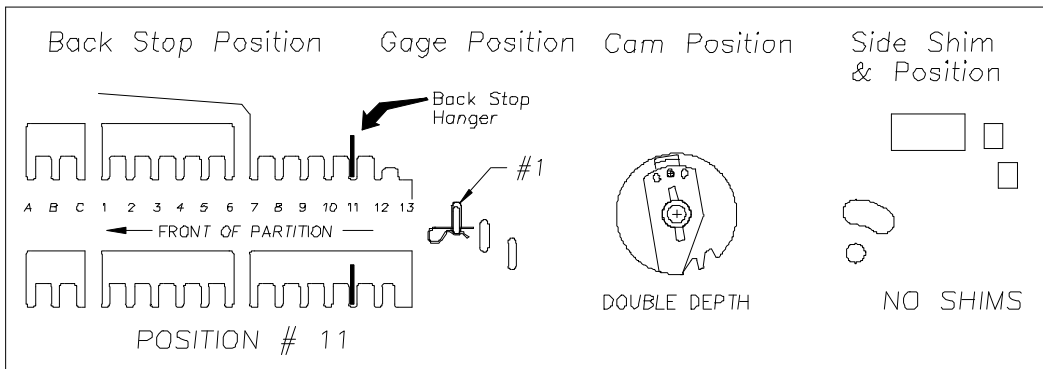 Back Stop Position
Gage Position
Cam Position
Side Shim
& Position
Back Stop
Hanger
#1
A B C 1 2 3 4 5 6 7 8 9 10 11 12 13
FRONT OF PARTITION
DOUBLE DEPTH
NO SHIMS
POSITION # 11